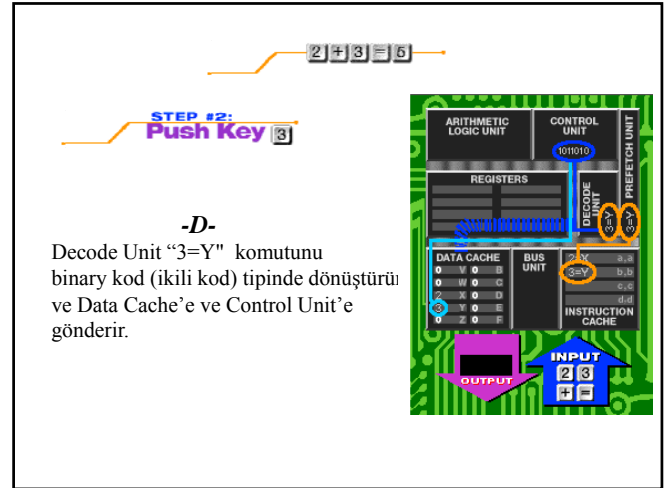 2+3=5
STEP #2:
Push Key 3
-D-
Decode Unit “3=Y" komutunu
binary kod (ikili kod) tipinde dönüştürür
ve Data Cache’e ve Control Unit’e
gönderir.
ARITHMETIC
LOGIC UNIT
CONTROL
UNIT
1011010
PREFETCH UNIT
REGISTERS
DECODE
UNIT
3=Y
3=Y
DATA CACHE
0 V 0 B
0 W 0 C
2 X 0 D
3 Y 0 E
0 Z 0 F
BUS
UNIT
2=X a,a
3=Y b,b
c,c
d,d
INSTRUCTION
CACHE
OUTPUT
INPUT
2 3
+ =